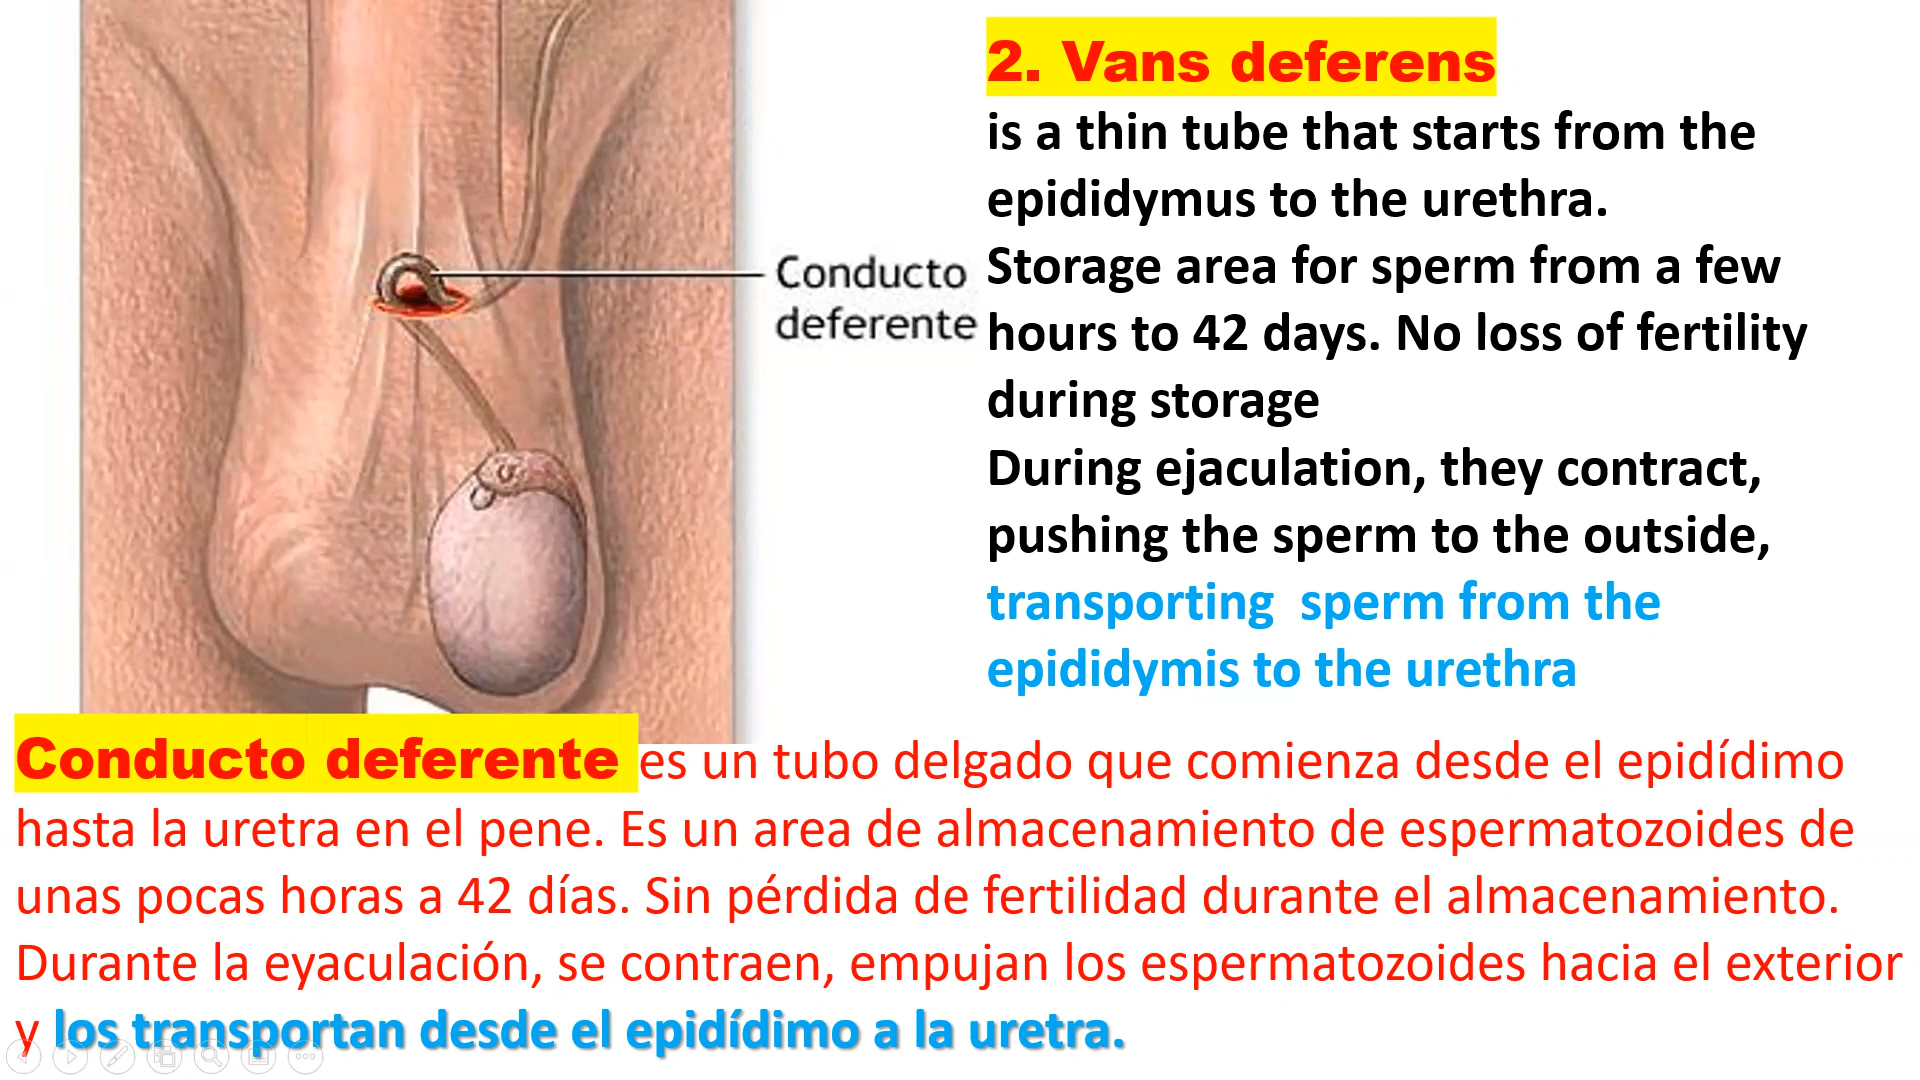 2. Vans deferens
is a thin tube that starts from the
epididymus to the urethra.
Storage area for sperm from a few
hours to 42 days. No loss of fertility
during storage
During ejaculation, they contract,
pushing the sperm to the outside,
transporting  sperm from the
epididymis to the urethra
Conducto
deferente
Conducto deferente es un tubo delgado que comienza desde el epidídimo
hasta la uretra en el pene. Es un area de almacenamiento de espermatozoides de
unas pocas horas a 42 días. Sin pérdida de fertilidad durante el almacenamiento.
Durante la eyaculación, se contraen, empujan los espermatozoides hacia el exterior
y los transportan desde el epidídimo a la uretra.